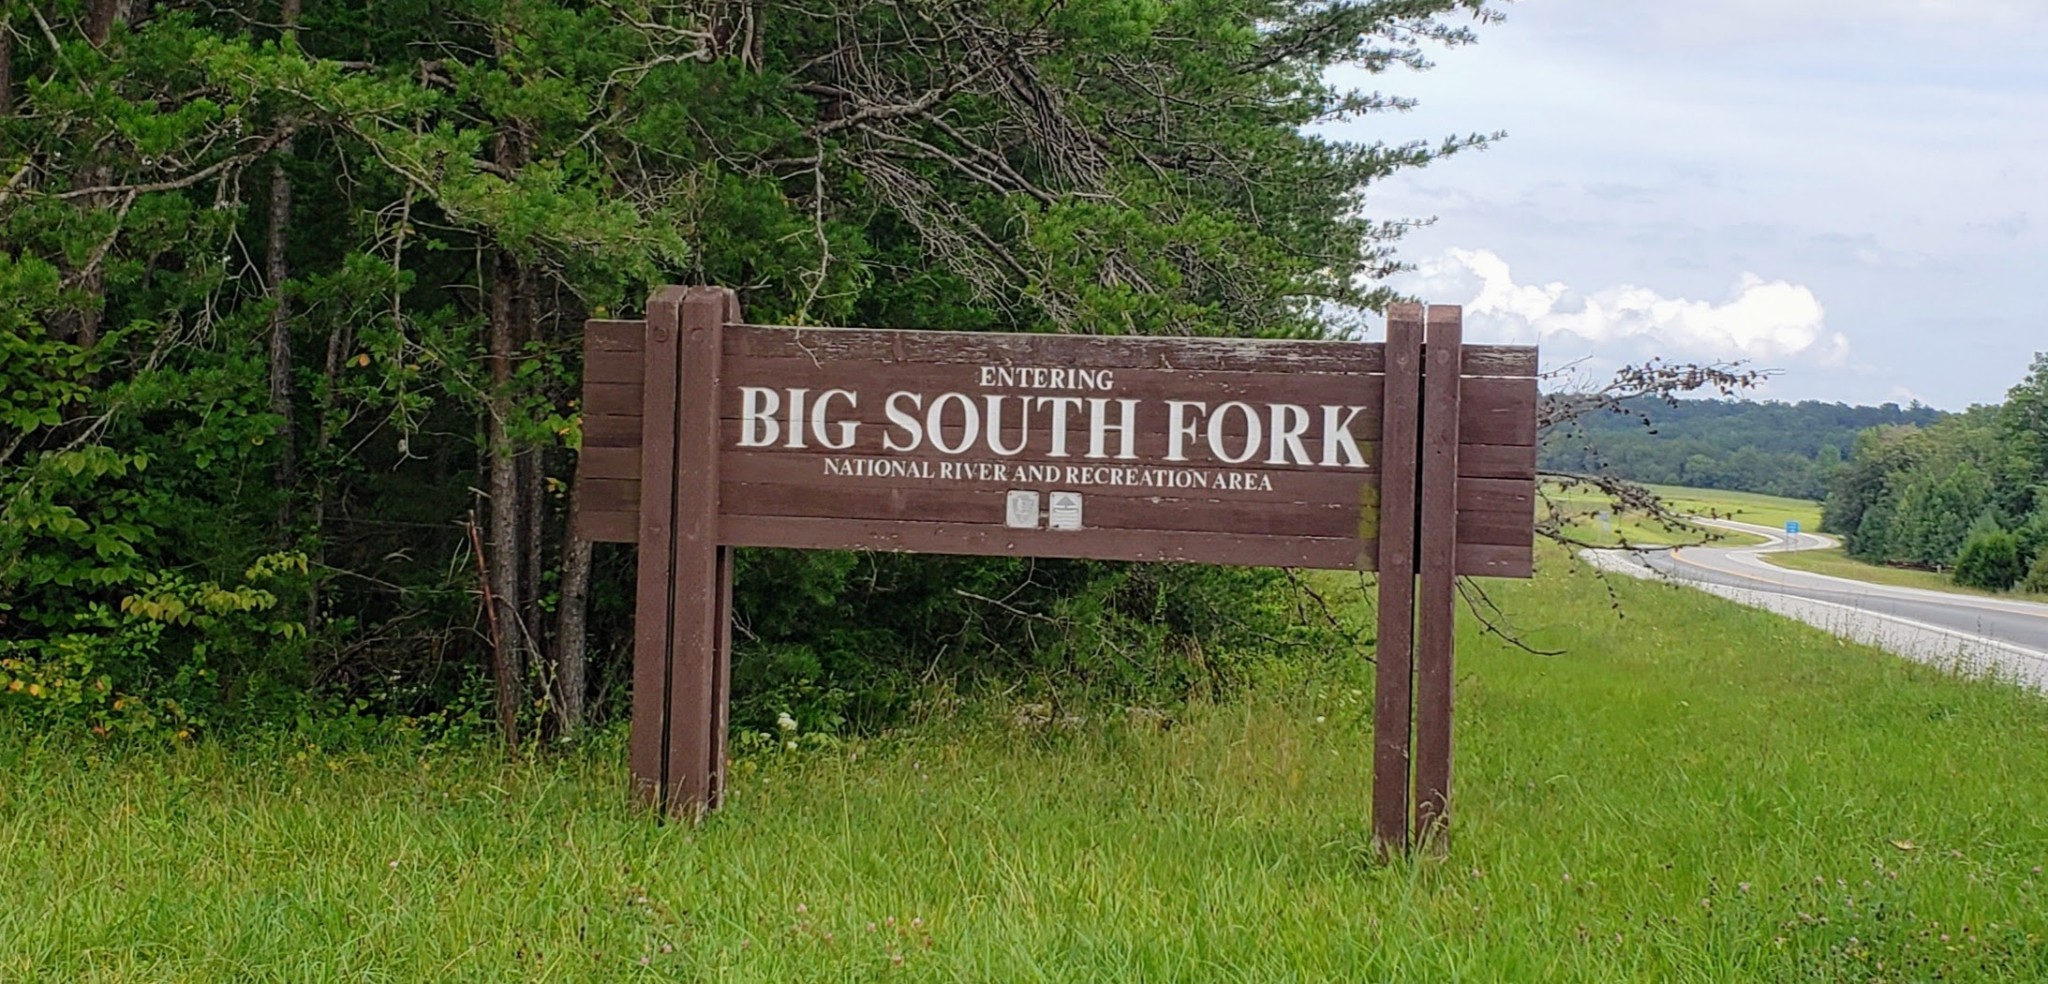 ENTERING
BIG SOUTH FORK
NATIONAL RIVER AND RECREATION AREA